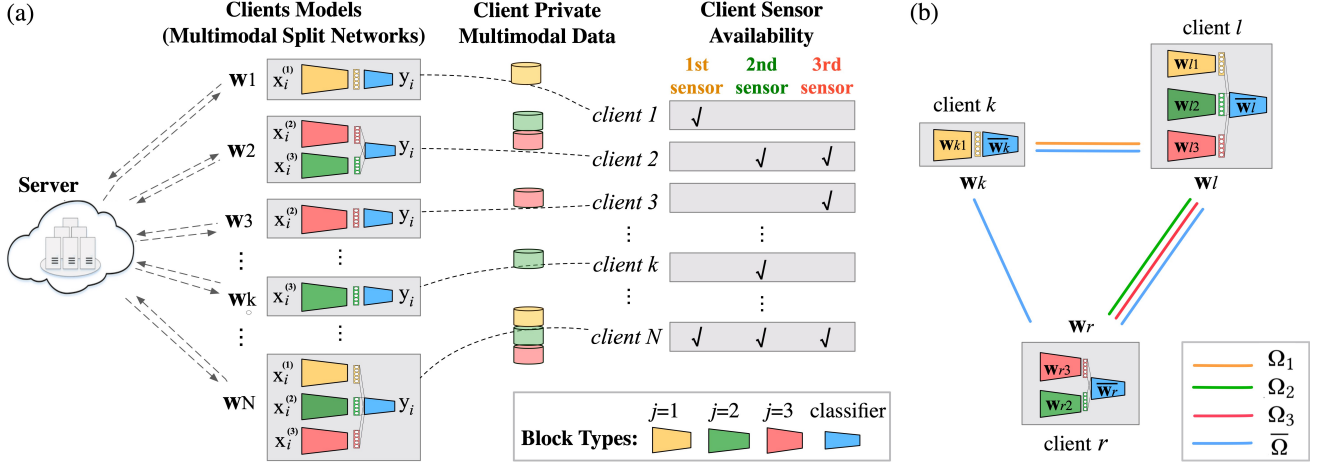 (a)
Clients Models
(Multimodal Split Networks)
Client Private
Multimodal Data
Client Sensor
Availability
1st sensor
2nd sensor
3rd sensor
Server
w1
x_i^(1) y_i
client 1 √
w2
x_i^(2) y_i
x_i^(3)
client 2 √ √
w3
x_i^(2) y_i
client 3 √
⋮ ⋮ ⋮ ⋮
wk
x_i^(3) y_i
client k √
⋮ ⋮ ⋮ ⋮
wN
x_i^(1)
x_i^(2) y_i
x_i^(3)
client N √ √ √
Block Types:
j=1 j=2 j=3 classifier
(b)
client k
wk1 w̅k
wk
client l
wl1
wl2 w̅l
wl3
wl
wr
wr3
wr2 w̅r
client r
Ω1
Ω2
Ω3
Ω̅